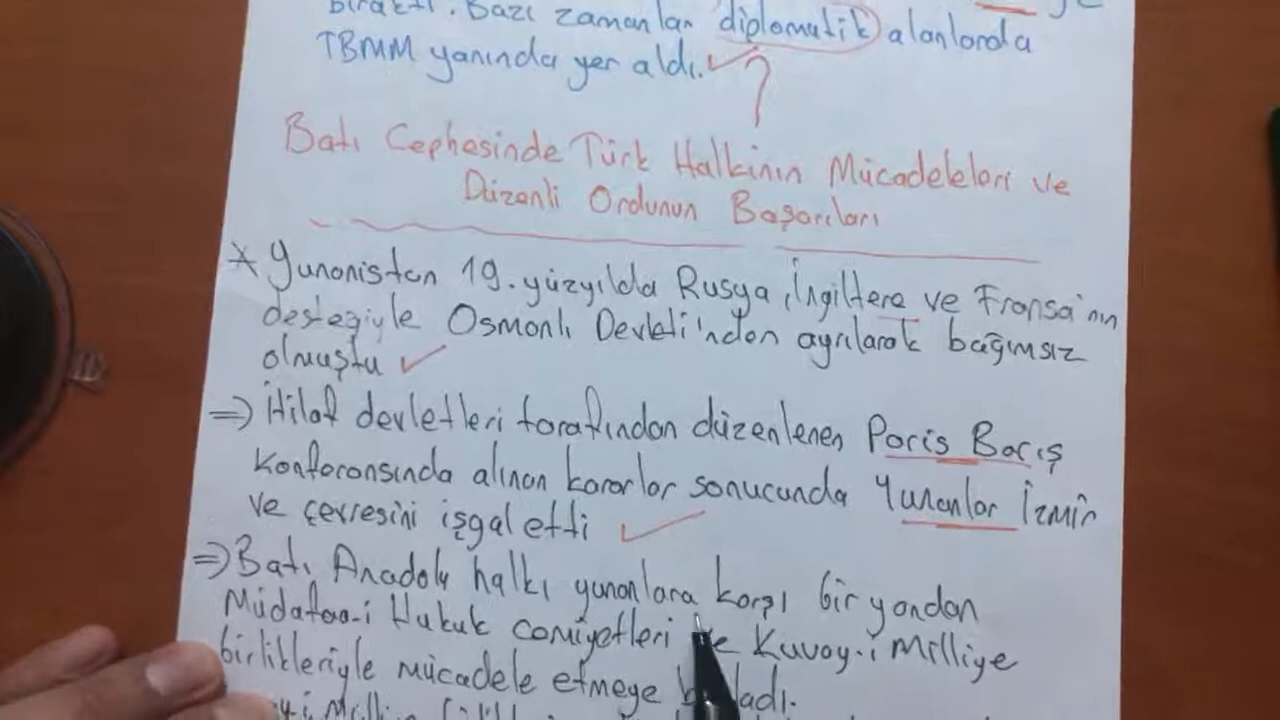 bıraktı. Bazı zamanlar diplomatik alanlarda
TBMM yanında yer aldı.
Batı Cephesinde Türk Halkının Mücadeleleri ve
Düzenli Ordunun Başarıları
* Yunanistan 19. yüzyılda Rusya, İngiltere ve Fransa'nın
desteğiyle Osmanlı Devleti'nden ayrılarak bağımsız
olmuştu
⇒ İtilaf devletleri tarafından düzenlenen Paris Barış
Konferansında alınan kararlar sonucunda Yunanlar İzmir
ve çevresini işgal etti
⇒ Batı Anadolu halkı yunanlara karşı bir yandan
Müdafaa-i Hukuk cemiyetleri ve Kuvay-i Milliye
birlikleriyle mücadele etmeye başladı.